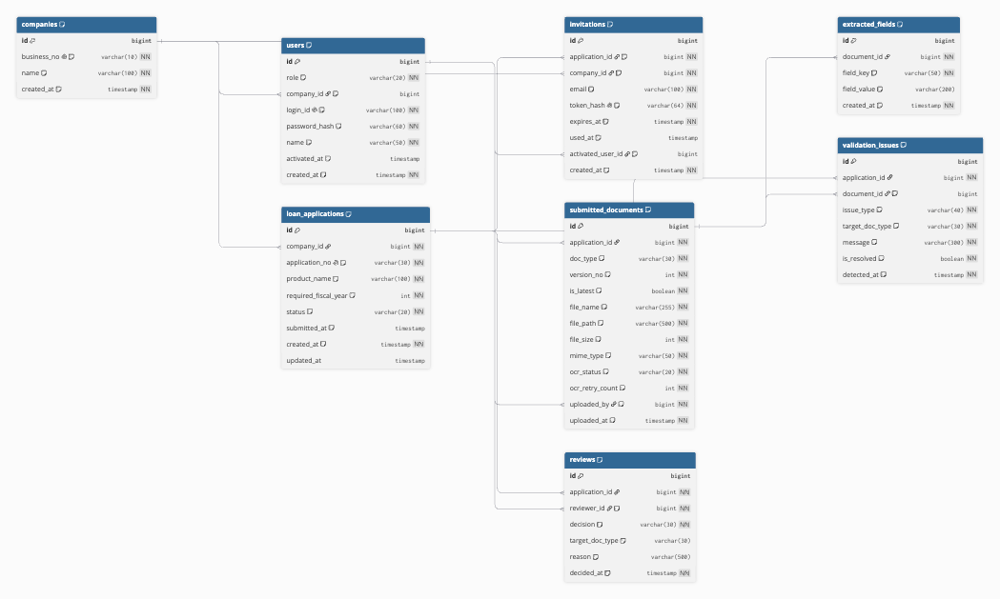 companies
id bigint
business_no varchar(10) NN
name varchar(100) NN
created_at timestamp NN
users
id bigint
role varchar(20) NN
company_id bigint
login_id varchar(100) NN
password_hash varchar(60) NN
name varchar(50) NN
activated_at timestamp
created_at timestamp NN
loan_applications
id bigint
company_id bigint NN
application_no varchar(30) NN
product_name varchar(100) NN
required_fiscal_year int NN
status varchar(20) NN
submitted_at timestamp
created_at timestamp NN
updated_at timestamp
invitations
id bigint
application_id bigint NN
company_id bigint NN
email varchar(100) NN
token_hash varchar(64) NN
expires_at timestamp NN
used_at timestamp
activated_user_id bigint
created_at timestamp NN
submitted_documents
id bigint
application_id bigint NN
doc_type varchar(30) NN
version_no int NN
is_latest boolean NN
file_name varchar(255) NN
file_path varchar(500) NN
file_size int NN
mime_type varchar(50) NN
ocr_status varchar(20) NN
ocr_retry_count int NN
uploaded_by bigint NN
uploaded_at timestamp NN
reviews
id bigint
application_id bigint NN
reviewer_id bigint NN
decision varchar(30) NN
target_doc_type varchar(30)
reason varchar(500)
decided_at timestamp NN
extracted_fields
id bigint
document_id bigint NN
field_key varchar(50) NN
field_value varchar(200)
created_at timestamp NN
validation_issues
id bigint
application_id bigint NN
document_id bigint
issue_type varchar(40) NN
target_doc_type varchar(30) NN
message varchar(300) NN
is_resolved boolean NN
detected_at timestamp NN